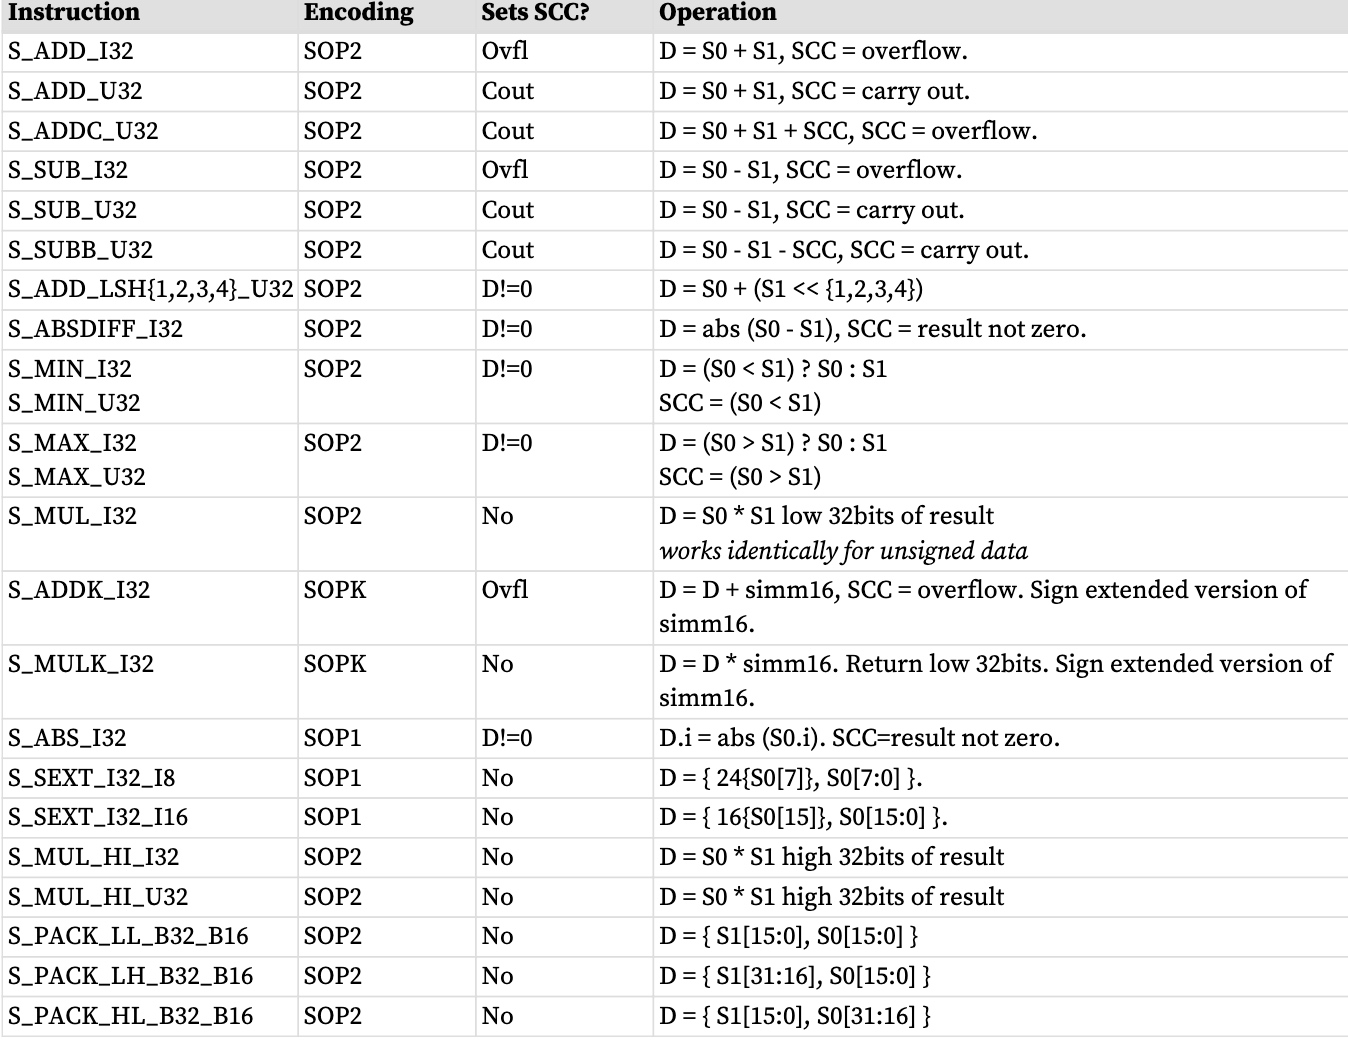 Instruction Encoding Sets SCC? Operation
S_ADD_I32 SOP2 Ovfl D = S0 + S1, SCC = overflow.
S_ADD_U32 SOP2 Cout D = S0 + S1, SCC = carry out.
S_ADDC_U32 SOP2 Cout D = S0 + S1 + SCC, SCC = overflow.
S_SUB_I32 SOP2 Ovfl D = S0 - S1, SCC = overflow.
S_SUB_U32 SOP2 Cout D = S0 - S1, SCC = carry out.
S_SUBB_U32 SOP2 Cout D = S0 - S1 - SCC, SCC = carry out.
S_ADD_LSH{1,2,3,4}_U32 SOP2 D!=0 D = S0 + (S1 << {1,2,3,4})
S_ABSDIFF_I32 SOP2 D!=0 D = abs (S0 - S1), SCC = result not zero.
S_MIN_I32 SOP2 D!=0 D = (S0 < S1) ? S0 : S1
S_MIN_U32 SCC = (S0 < S1)
S_MAX_I32 SOP2 D!=0 D = (S0 > S1) ? S0 : S1
S_MAX_U32 SCC = (S0 > S1)
S_MUL_I32 SOP2 No D = S0 * S1 low 32bits of result
works identically for unsigned data
S_ADDK_I32 SOPK Ovfl D = D + simm16, SCC = overflow. Sign extended version of
simm16.
S_MULK_I32 SOPK No D = D * simm16. Return low 32bits. Sign extended version of
simm16.
S_ABS_I32 SOP1 D!=0 D.i = abs (S0.i). SCC=result not zero.
S_SEXT_I32_I8 SOP1 No D = { 24{S0[7]}, S0[7:0] }.
S_SEXT_I32_I16 SOP1 No D = { 16{S0[15]}, S0[15:0] }.
S_MUL_HI_I32 SOP2 No D = S0 * S1 high 32bits of result
S_MUL_HI_U32 SOP2 No D = S0 * S1 high 32bits of result
S_PACK_LL_B32_B16 SOP2 No D = { S1[15:0], S0[15:0] }
S_PACK_LH_B32_B16 SOP2 No D = { S1[31:16], S0[15:0] }
S_PACK_HL_B32_B16 SOP2 No D = { S1[15:0], S0[31:16] }